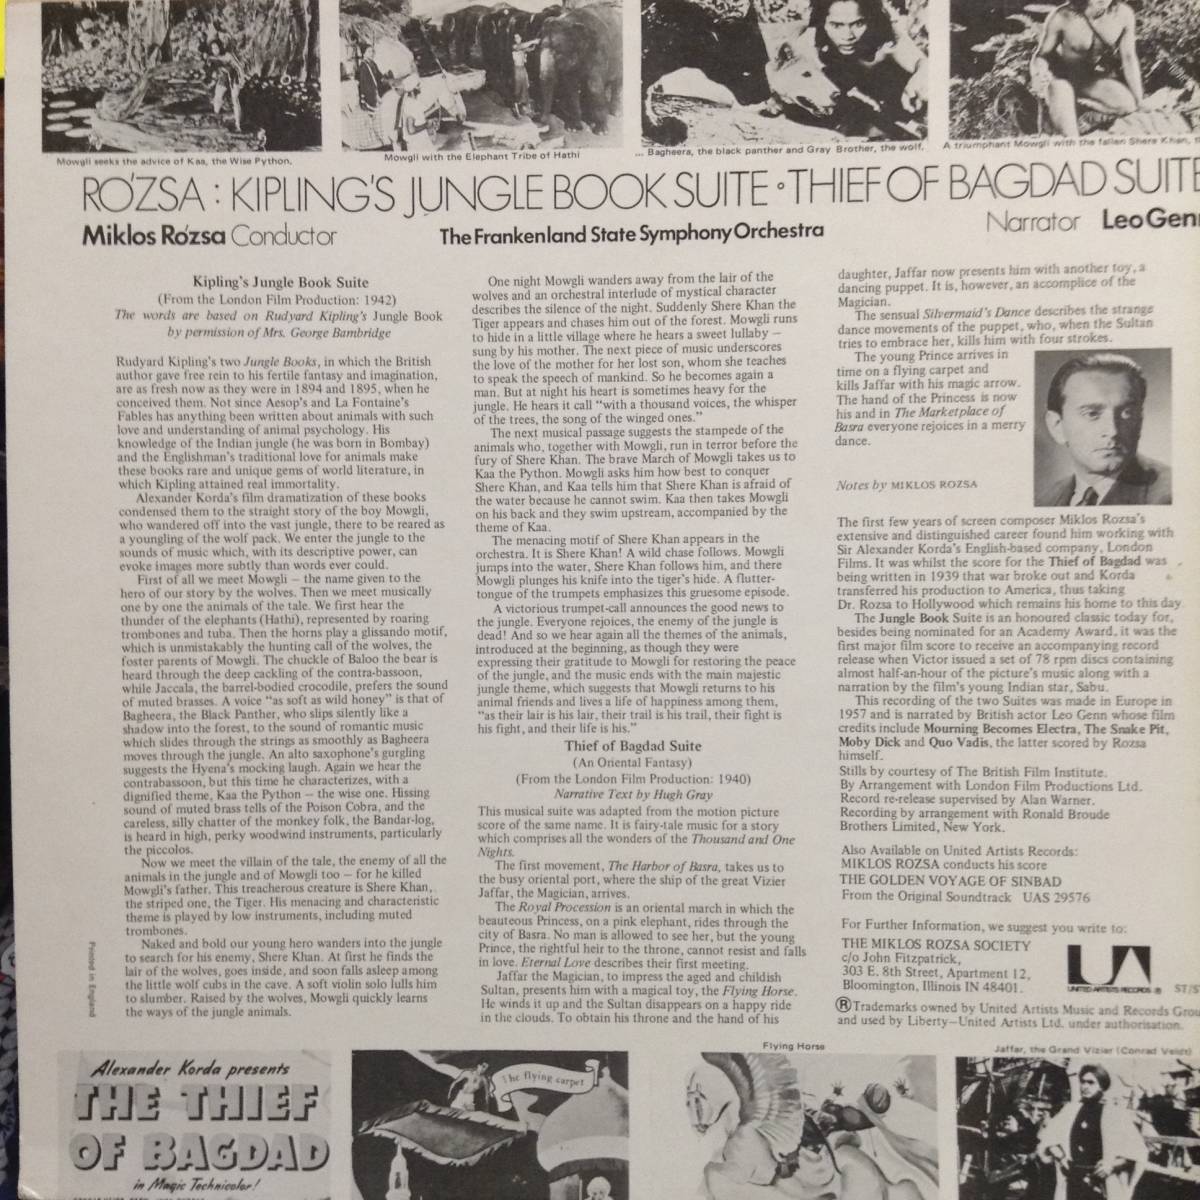 Mowgli seeks the advice of Kaa, the Wise Python.
Mowgli with the Elephant Tribe of Hathi
... Bagheera, the black panther and Gray Brother, the wolf.
A triumphant Mowgli with the fallen Shere Khan,
RÓZSA : KIPLING'S JUNGLE BOOK SUITE • THIEF OF BAGDAD SUITE
Miklos Rózsa Conductor
The Frankenland State Symphony Orchestra
Narrator Leo Genn
Kipling's Jungle Book Suite
(From the London Film Production: 1942)
The words are based on Rudyard Kipling's Jungle Book
by permission of Mrs. George Bambridge
Rudyard Kipling's two Jungle Books, in which the British
author gave free rein to his fertile fantasy and imagination,
are as fresh now as they were in 1894 and 1895, when he
conceived them. Not since Aesop's and La Fontaine's
Fables has anything been written about animals with such
love and understanding of animal psychology. His
knowledge of the Indian jungle (he was born in Bombay)
and the Englishman's traditional love for animals make
these books rare and unique gems of world literature, in
which Kipling attained real immortality.
Alexander Korda's film dramatization of these books
condensed them to the straight story of the boy Mowgli,
who wandered off into the vast jungle, there to be reared as
a youngling of the wolf pack. We enter the jungle to the
sounds of music which, with its descriptive power, can
evoke images more subtly than words ever could.
First of all we meet Mowgli – the name given to the
hero of our story by the wolves. Then we meet musically
one by one the animals of the tale. We first hear the
thunder of the elephants (Hathi), represented by roaring
trombones and tuba. Then the horns play a glissando motif,
which is unmistakably the hunting call of the wolves, the
foster parents of Mowgli. The chuckle of Baloo the bear is
heard through the deep cackling of the contra-bassoon,
while Jaccala, the barrel-bodied crocodile, prefers the sound
of muted brasses. A voice "as soft as wild honey" is that of
Bagheera, the Black Panther, who slips silently like a
shadow into the forest, to the sound of romantic music
which slides through the strings as smoothly as Bagheera
moves through the jungle. An alto saxophone's gurgling
suggests the Hyena's mocking laugh. Again we hear the
contrabassoon, but this time he characterizes, with a
dignified theme, Kaa the Python – the wise one. Hissing
sound of muted brass tells of the Poison Cobra, and the
careless, silly chatter of the monkey folk, the Bandar-log,
is heard in high, perky woodwind instruments, particularly
the piccolos.
Now we meet the villain of the tale, the enemy of all the
animals in the jungle and of Mowgli too – for he killed
Mowgli's father. This treacherous creature is Shere Khan,
the striped one, the Tiger. His menacing and characteristic
theme is played by low instruments, including muted
trombones.
Naked and bold our young hero wanders into the jungle
to search for his enemy, Shere Khan. At first he finds the
lair of the wolves, goes inside, and soon falls asleep among
the little wolf cubs in the cave. A soft violin solo lulls him
to slumber. Raised by the wolves, Mowgli quickly learns
the ways of the jungle animals.
Printed in England
One night Mowgli wanders away from the lair of the
wolves and an orchestral interlude of mystical character
describes the silence of the night. Suddenly Shere Khan the
Tiger appears and chases him out of the forest. Mowgli runs
to hide in a little village where he hears a sweet lullaby –
sung by his mother. The next piece of music underscores
the love of the mother for her lost son, whom she teaches
to speak the speech of mankind. So he becomes again a
man. But at night his heart is sometimes heavy for the
jungle. He hears it call "with a thousand voices, the whisper
of the trees, the song of the winged ones."
The next musical passage suggests the stampede of the
animals who, together with Mowgli, run in terror before the
fury of Shere Khan. The brave March of Mowgli takes us to
Kaa the Python. Mowgli asks him how best to conquer
Shere Khan, and Kaa tells him that Shere Khan is afraid of
the water because he cannot swim. Kaa then takes Mowgli
on his back and they swim upstream, accompanied by the
theme of Kaa.
The menacing motif of Shere Khan appears in the
orchestra. It is Shere Khan! A wild chase follows. Mowgli
jumps into the water, Shere Khan follows him, and there
Mowgli plunges his knife into the tiger's hide. A flutter-
tongue of the trumpets emphasizes this gruesome episode.
A victorious trumpet-call announces the good news to
the jungle. Everyone rejoices, the enemy of the jungle is
dead! And so we hear again all the themes of the animals,
introduced at the beginning, as though they were
expressing their gratitude to Mowgli for restoring the peace
of the jungle, and the music ends with the main majestic
jungle theme, which suggests that Mowgli returns to his
animal friends and lives a life of happiness among them,
"as their lair is his lair, their trail is his trail, their fight is
his fight, and their life is his."
Thief of Bagdad Suite
(An Oriental Fantasy)
(From the London Film Production: 1940)
Narrative Text by Hugh Gray
This musical suite was adapted from the motion picture
score of the same name. It is fairy-tale music for a story
which comprises all the wonders of the Thousand and One
Nights.
The first movement, The Harbor of Basra, takes us to
the busy oriental port, where the ship of the great Vizier
Jaffar, the Magician, arrives.
The Royal Procession is an oriental march in which the
beauteous Princess, on a pink elephant, rides through the
city of Basra. No man is allowed to see her, but the young
Prince, the rightful heir to the throne, cannot resist and falls
in love. Eternal Love describes their first meeting.
Jaffar the Magician, to impress the aged and childish
Sultan, presents him with a magical toy, the Flying Horse.
He winds it up and the Sultan disappears on a happy ride
in the clouds. To obtain his throne and the hand of his
daughter, Jaffar now presents him with another toy, a
dancing puppet. It is, however, an accomplice of the
Magician.
The sensual Silvermaid's Dance describes the strange
dance movements of the puppet, who, when the Sultan
tries to embrace her, kills him with four strokes.
The young Prince arrives in
time on a flying carpet and
kills Jaffar with his magic arrow.
The hand of the Princess is now
his and in The Marketplace of
Basra everyone rejoices in a merry
dance.
Notes by MIKLOS ROZSA
The first few years of screen composer Miklos Rozsa's
extensive and distinguished career found him working with
Sir Alexander Korda's English-based company, London
Films. It was whilst the score for the Thief of Bagdad was
being written in 1939 that war broke out and Korda
transferred his production to America, thus taking
Dr. Rozsa to Hollywood which remains his home to this day.
The Jungle Book Suite is an honoured classic today for,
besides being nominated for an Academy Award, it was the
first major film score to receive an accompanying record
release when Victor issued a set of 78 rpm discs containing
almost half-an-hour of the picture's music along with a
narration by the film's young Indian star, Sabu.
This recording of the two Suites was made in Europe in
1957 and is narrated by British actor Leo Genn whose film
credits include Mourning Becomes Electra, The Snake Pit,
Moby Dick and Quo Vadis, the latter scored by Rozsa
himself.
Stills by courtesy of The British Film Institute.
By Arrangement with London Film Productions Ltd.
Record re-release supervised by Alan Warner.
Recording by arrangement with Ronald Broude
Brothers Limited, New York.
Also Available on United Artists Records:
MIKLOS ROZSA conducts his score
THE GOLDEN VOYAGE OF SINBAD
From the Original Soundtrack UAS 29576
For Further Information, we suggest you write to:
THE MIKLOS ROZSA SOCIETY
c/o John Fitzpatrick,
303 E. 8th Street, Apartment 12,
Bloomington, Illinois IN 48401.
UA
UNITED ARTISTS RECORDS ®
ST/S
®Trademarks owned by United Artists Music and Records Grou
and used by Liberty–United Artists Ltd. under authorisation.
Flying Horse
Jaffar, the Grand Vizier (Conrad Veidt)
Alexander Korda presents
THE THIEF
OF BAGDAD
in Magic Technicolor!
The flying carpet